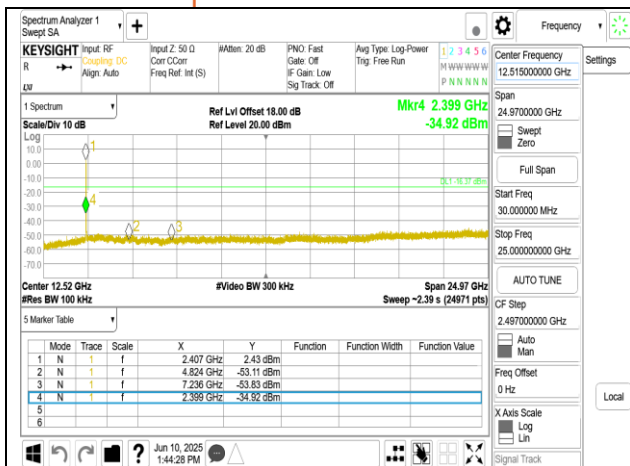 Spectrum Analyzer 1
Swept SA
Frequency
KEYSIGHT
R
Input: RF
Coupling: DC
Align: Auto
Input Z: 50 Ω
Corr CCorr
Freq Ref: Int (S)
#Atten: 20 dB
PNO: Fast
Gate: Off
IF Gain: Low
Sig Track: Off
Avg Type: Log-Power
Trig: Free Run
1 2 3 4 5 6
M W W W W W
P N N N N N
Center Frequency
12.515000000 GHz
Settings
Span
24.9700000 GHz
Swept
Zero
Full Span
Start Freq
30.000000 MHz
Stop Freq
25.000000000 GHz
AUTO TUNE
CF Step
2.497000000 GHz
Auto
Man
Freq Offset
0 Hz
Local
X Axis Scale
Log
Lin
Signal Track
1 Spectrum
Scale/Div 10 dB
Ref Lvl Offset 18.00 dB
Ref Level 20.00 dBm
Mkr4 2.399 GHz
-34.92 dBm
Log
10.0
0.00
-10.0
-20.0
-30.0
-40.0
-50.0
-60.0
-70.0
1
4
2
3
DL1 -16.37 dBm
Center 12.52 GHz
#Video BW 300 kHz
Span 24.97 GHz
#Res BW 100 kHz
Sweep ~2.39 s (24971 pts)
5 Marker Table
Mode Trace Scale X Y Function Function Width Function Value
1 N 1 f 2.407 GHz 2.43 dBm
2 N 1 f 4.824 GHz -53.11 dBm
3 N 1 f 7.236 GHz -53.83 dBm
4 N 1 f 2.399 GHz -34.92 dBm
5
6
Jun 10, 2025
1:44:28 PM